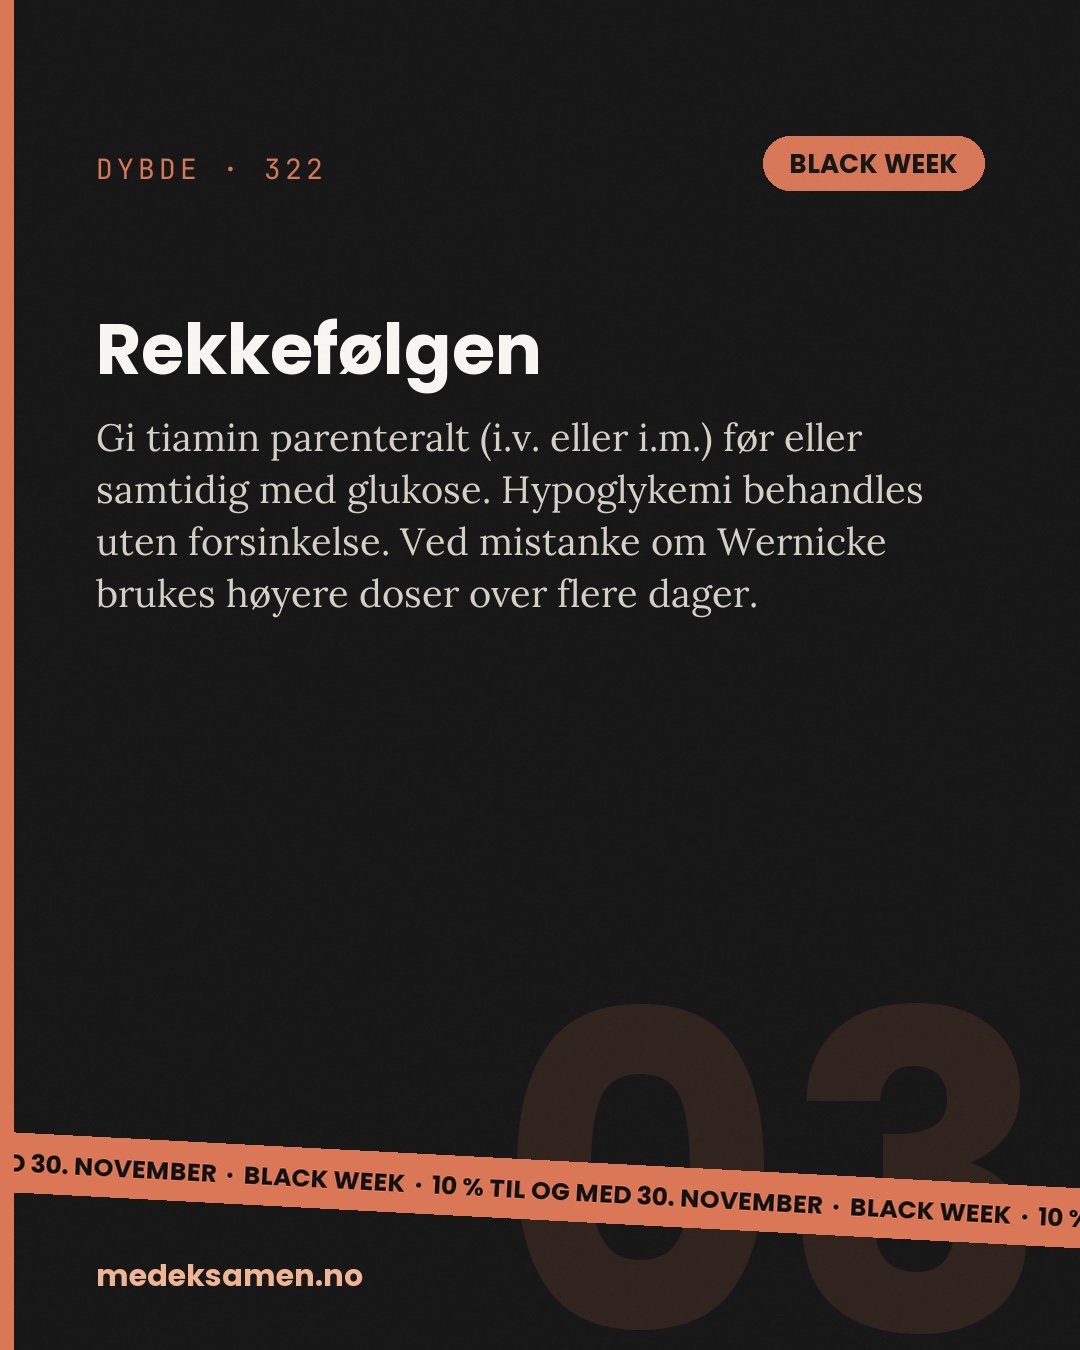 DYBDE · 322
BLACK WEEK
Rekkefølgen
Gi tiamin parenteralt (i.v. eller i.m.) før eller
samtidig med glukose. Hypoglykemi behandles
uten forsinkelse. Ved mistanke om Wernicke
brukes høyere doser over flere dager.
03
D 30. NOVEMBER · BLACK WEEK · 10 % TIL OG MED 30. NOVEMBER · BLACK WEEK · 10 %
medeksamen.no